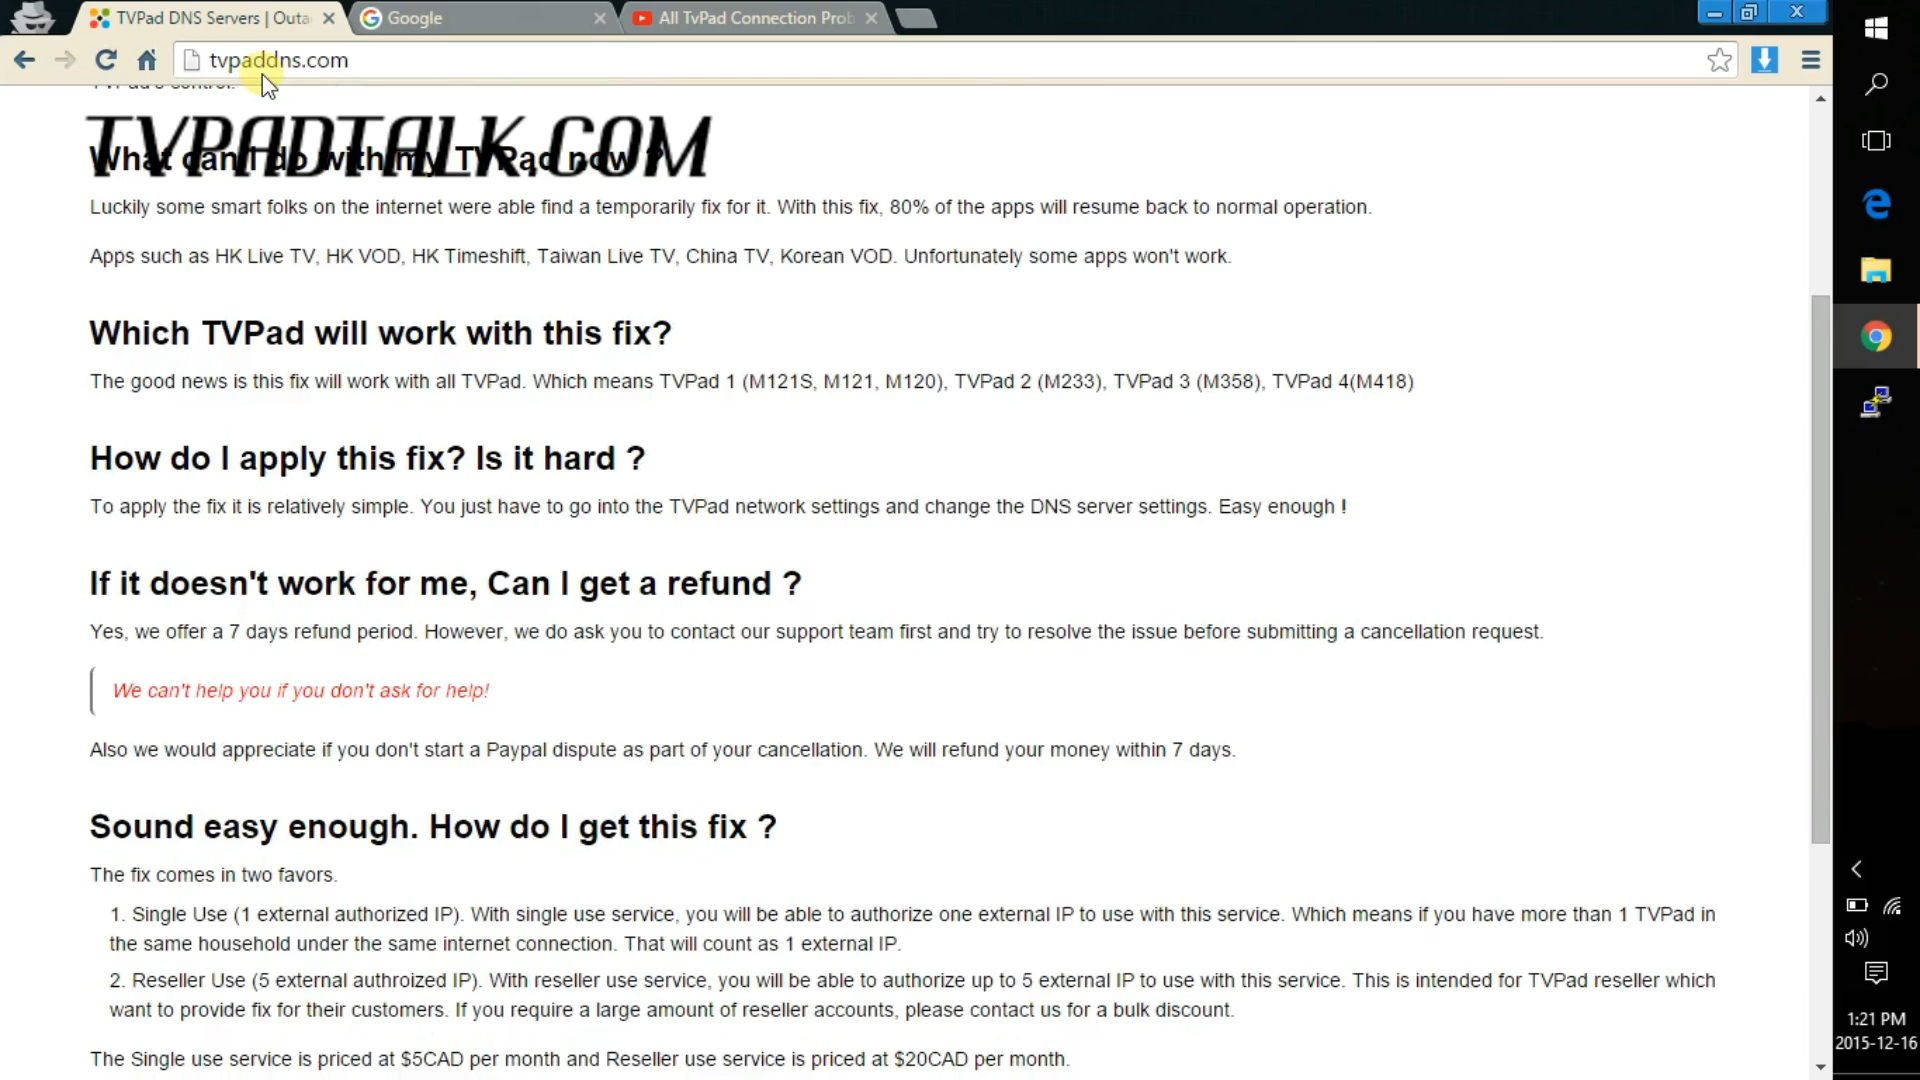 TVPad DNS Servers | Outa
Google
All TvPad Connection Prob
tvpaddns.com
TVPad's control.
TVPADTALK.COM
What can I do with my TVPad now ?
Luckily some smart folks on the internet were able find a temporarily fix for it. With this fix, 80% of the apps will resume back to normal operation.
Apps such as HK Live TV, HK VOD, HK Timeshift, Taiwan Live TV, China TV, Korean VOD. Unfortunately some apps won't work.
Which TVPad will work with this fix?
The good news is this fix will work with all TVPad. Which means TVPad 1 (M121S, M121, M120), TVPad 2 (M233), TVPad 3 (M358), TVPad 4(M418)
How do I apply this fix? Is it hard ?
To apply the fix it is relatively simple. You just have to go into the TVPad network settings and change the DNS server settings. Easy enough !
If it doesn't work for me, Can I get a refund ?
Yes, we offer a 7 days refund period. However, we do ask you to contact our support team first and try to resolve the issue before submitting a cancellation request.
We can't help you if you don't ask for help!
Also we would appreciate if you don't start a Paypal dispute as part of your cancellation. We will refund your money within 7 days.
Sound easy enough. How do I get this fix ?
The fix comes in two favors.
1. Single Use (1 external authorized IP). With single use service, you will be able to authorize one external IP to use with this service. Which means if you have more than 1 TVPad in
the same household under the same internet connection. That will count as 1 external IP.
2. Reseller Use (5 external authroized IP). With reseller use service, you will be able to authorize up to 5 external IP to use with this service. This is intended for TVPad reseller which
want to provide fix for their customers. If you require a large amount of reseller accounts, please contact us for a bulk discount.
The Single use service is priced at $5CAD per month and Reseller use service is priced at $20CAD per month.
1:21 PM
2015-12-16